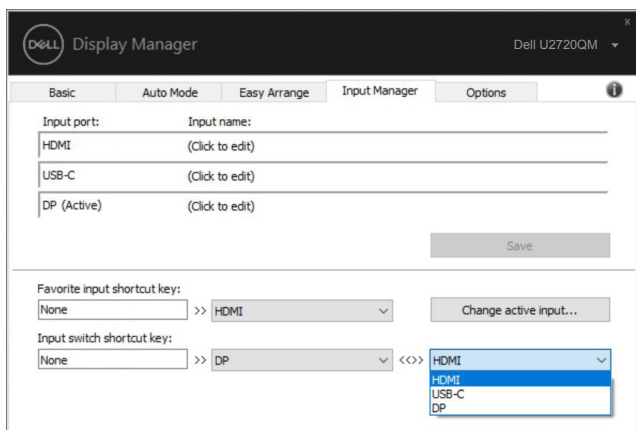 x
DELL Display Manager Dell U2720QM
Basic Auto Mode Easy Arrange Input Manager Options i
Input port: Input name:
HDMI (Click to edit)
USB-C (Click to edit)
DP (Active) (Click to edit)
Save
Favorite input shortcut key:
None >> HDMI Change active input...
Input switch shortcut key:
None >> DP <<>> HDMI
HDMI
USB-C
DP